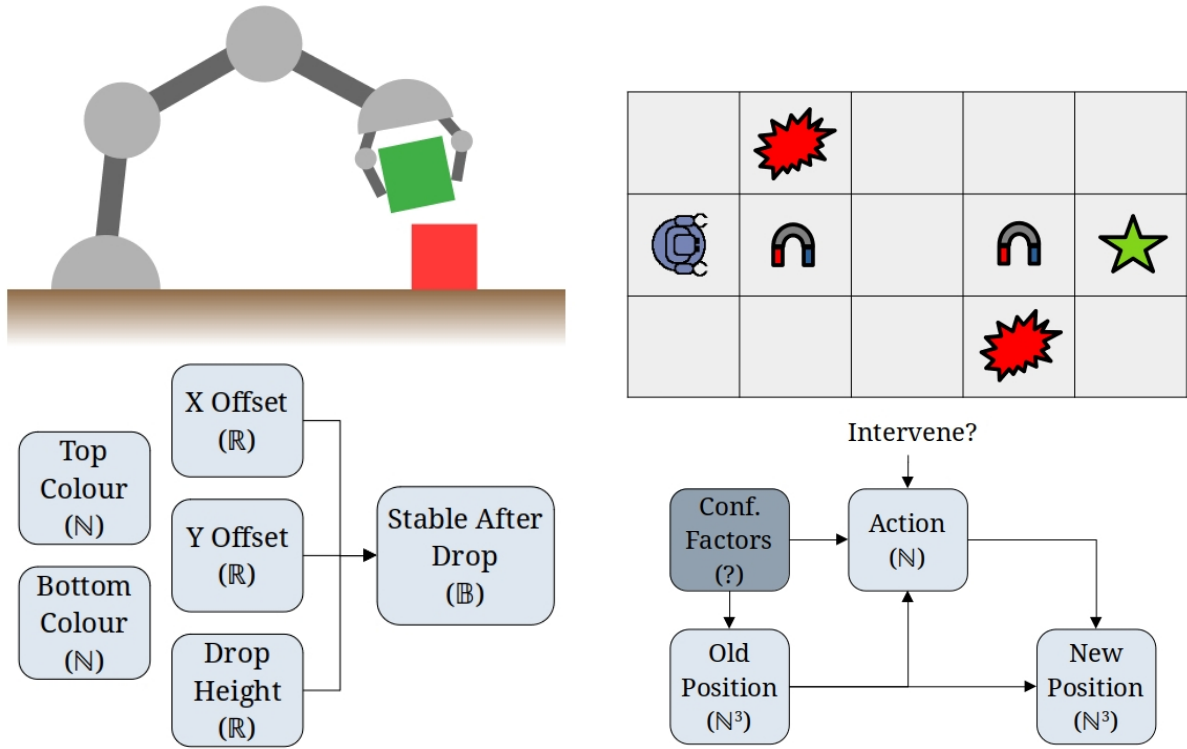 Top
Colour
(ℕ)
Bottom
Colour
(ℕ)
X Offset
(ℝ)
Y Offset
(ℝ)
Drop
Height
(ℝ)
Stable After
Drop
(𝔹)
Intervene?
Conf.
Factors
(?)
Action
(ℕ)
Old
Position
(ℕ³)
New
Position
(ℕ³)